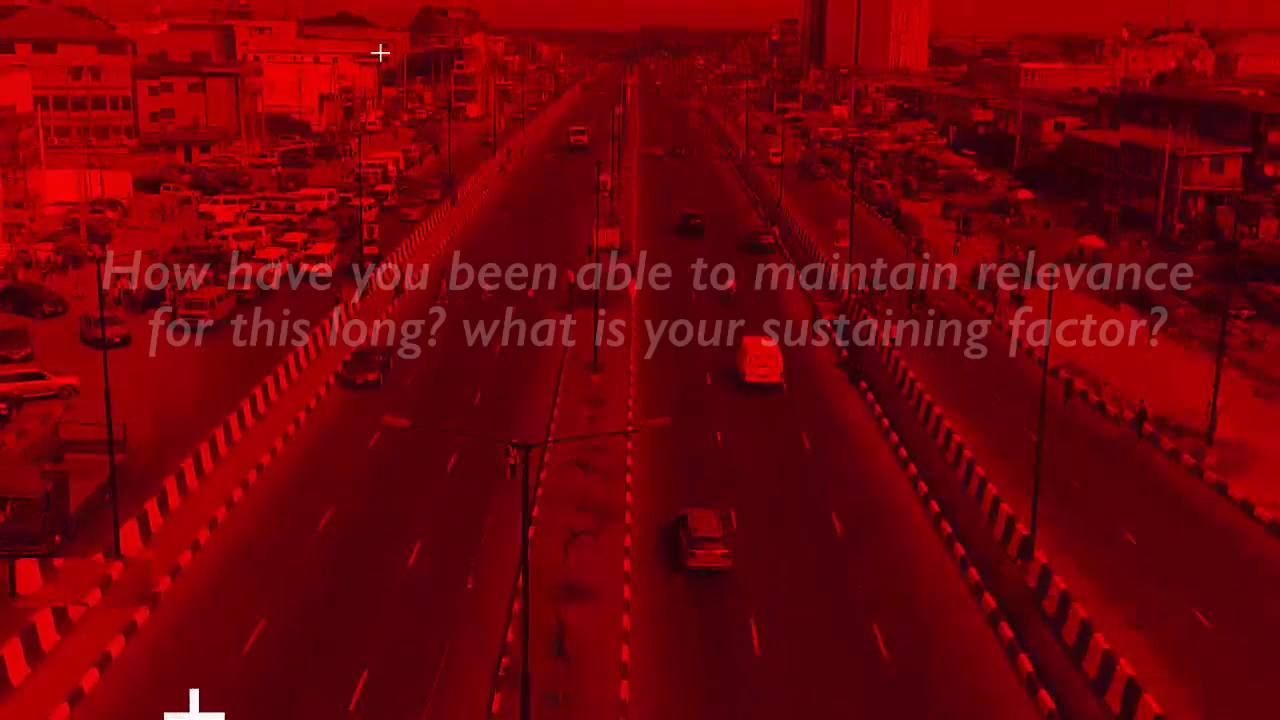 How have you been able to maintain relevance
for this long? what is your sustaining factor?